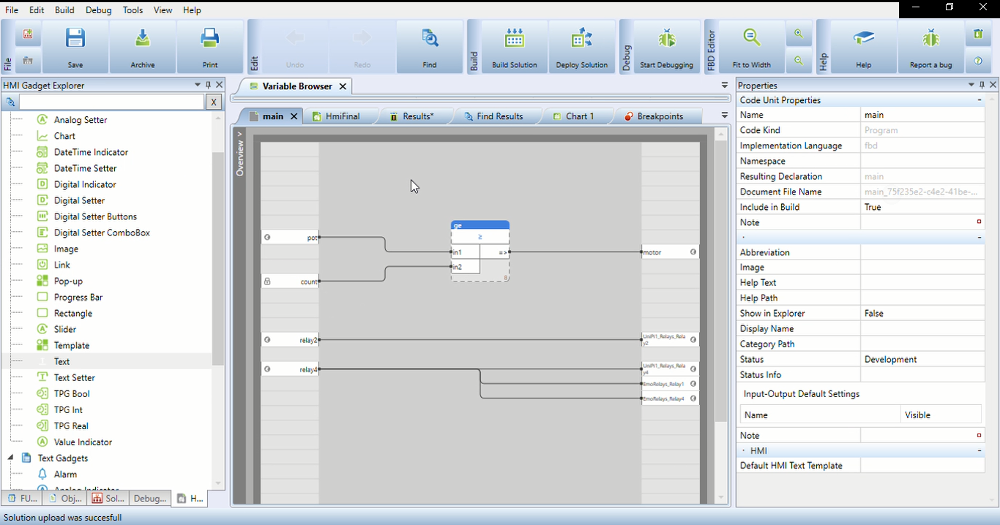 File Edit Build Debug Tools View Help
File
Save
Archive
Print
Edit
Undo
Redo
Find
Build
Build Solution
Deploy Solution
Debug
Start Debugging
FBD Editor
Fit to Width
Help
Help
Report a bug
HMI Gadget Explorer
X
Analog Setter
Chart
DateTime Indicator
DateTime Setter
Digital Indicator
Digital Setter
Digital Setter Buttons
Digital Setter ComboBox
Image
Link
Pop-up
Progress Bar
Rectangle
Slider
Template
Text
Text Setter
TPG Bool
TPG Int
TPG Real
Value Indicator
Text Gadgets
Alarm
Analog Indicator
FU... Obj... Sol... Debug... H...
Solution upload was succesfull
Variable Browser
main HmiFinal Results* Find Results Chart 1 Breakpoints
Overview
ge
≥
pot
in1 =>
motor
in2
count
8
relay2
UniPi1_Relays_Rela
y2
relay4
UniPi1_Relays_Rela
y4
EmoRelays_Relay1
EmoRelays_Relay4
Properties
Code Unit Properties
Name main
Code Kind Program
Implementation Language fbd
Namespace
Resulting Declaration main
Document File Name main_75f235e2-c4e2-41be-...
Include in Build True
Note
Abbreviation
Image
Help Text
Help Path
Show in Explorer False
Display Name
Category Path
Status Development
Status Info
Input-Output Default Settings
Name Visible
Note
HMI
Default HMI Text Template